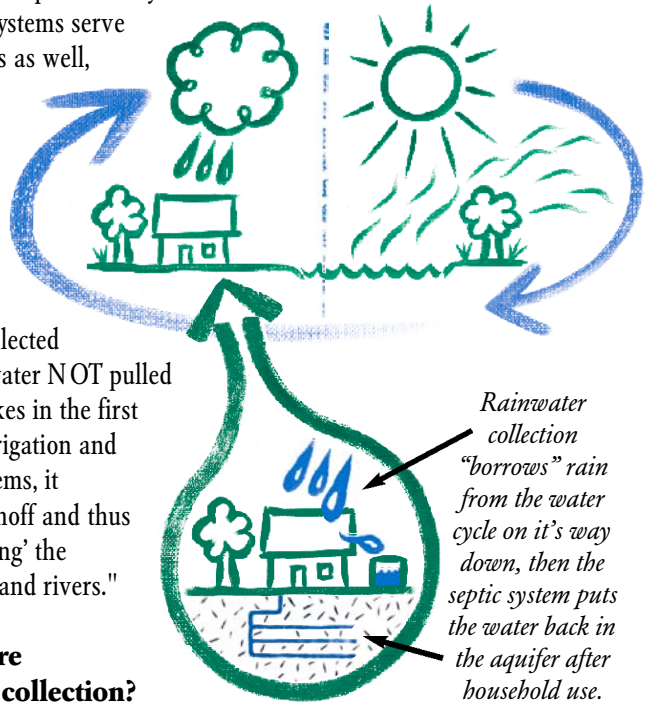 ystems serve
s as well,
lected
ater NOT pulled
kes in the first
rigation and
ems, it
noff and thus
ng’ the
and rivers."
re
collection?
Rainwater
collection
“borrows” rain
from the water
cycle on it’s way
down, then the
septic system puts
the water back in
the aquifer after
household use.